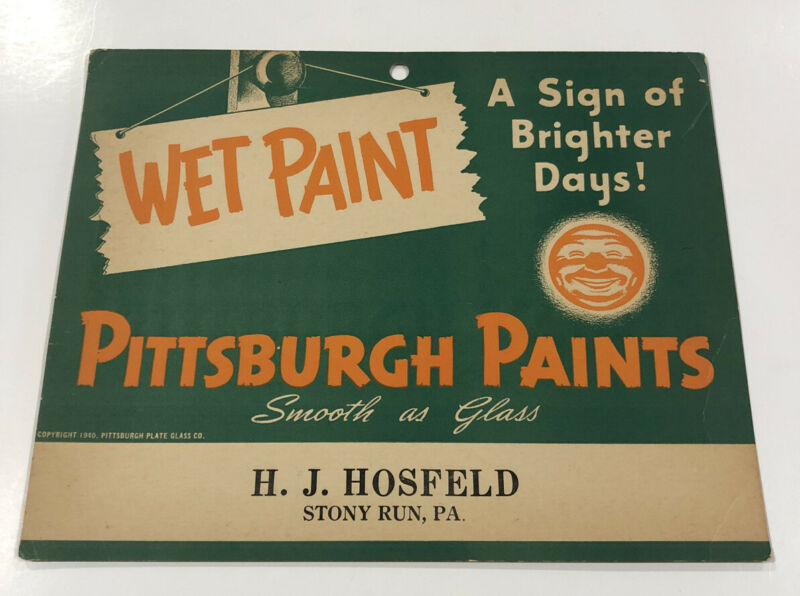 WET PAINT
A Sign of
Brighter
Days!
PITTSBURGH PAINTS
Smooth as Glass
COPYRIGHT 1940, PITTSBURGH PLATE GLASS CO.
H. J. HOSFELD
STONY RUN, PA.